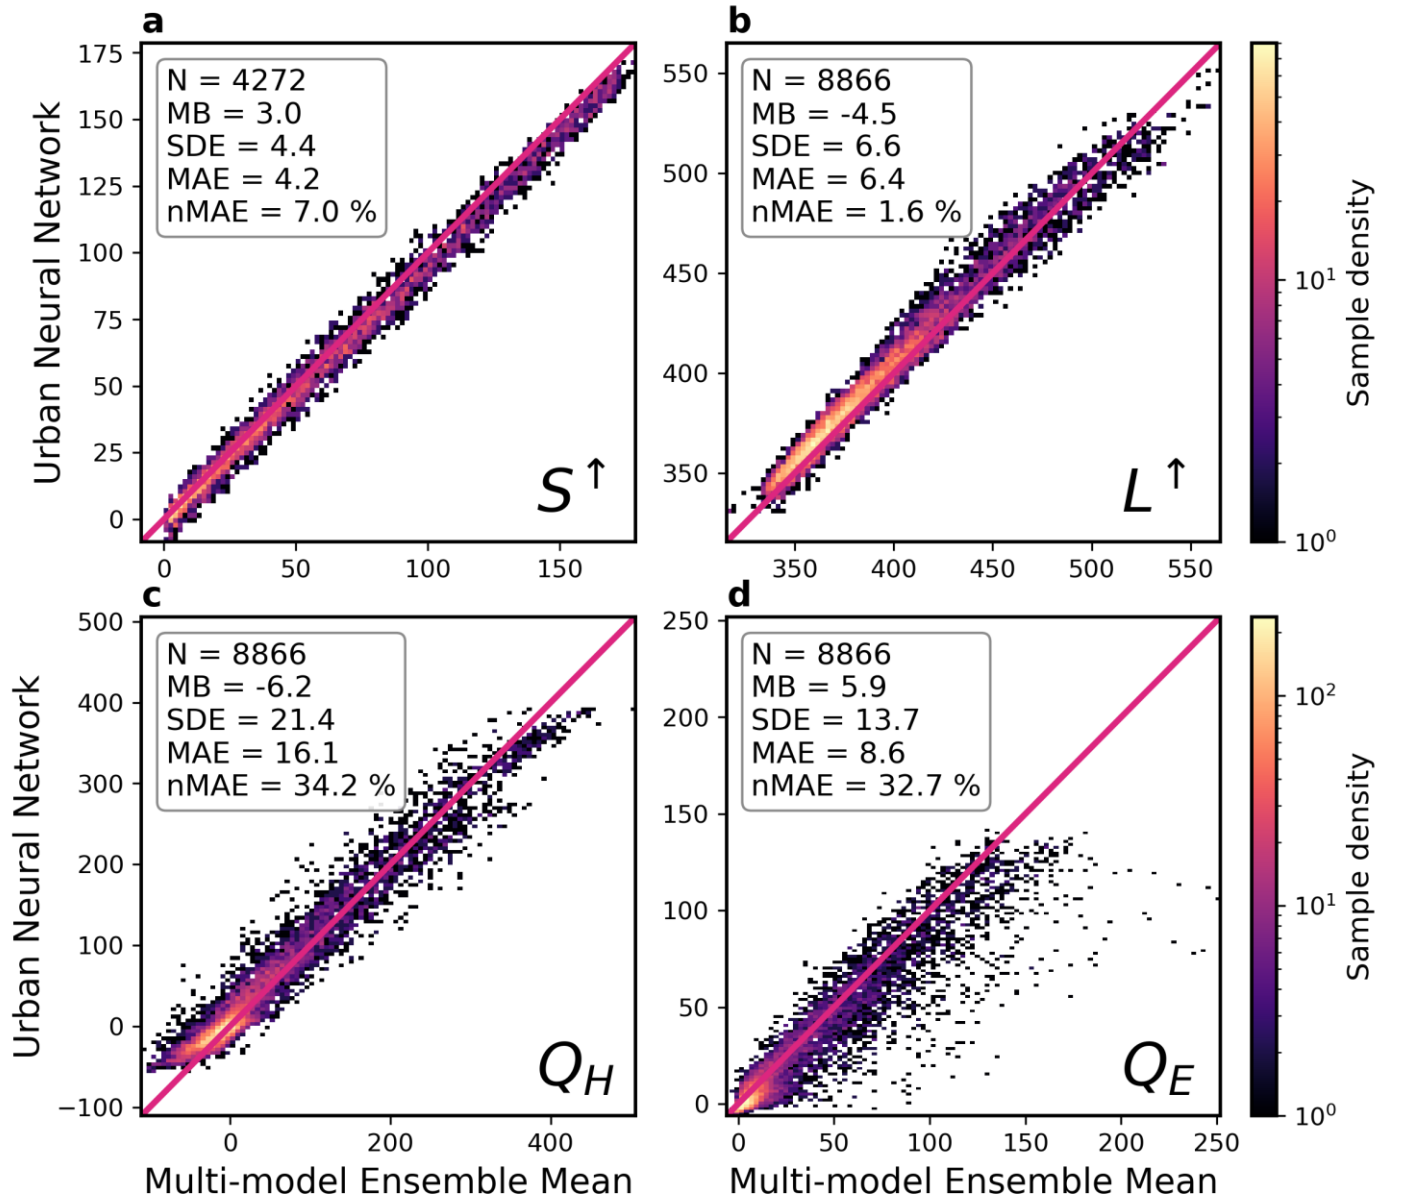 a
b
175
150
125
100
75
50
25
0
Urban Neural Network
N = 4272
MB = 3.0
SDE = 4.4
MAE = 4.2
nMAE = 7.0 %
S↑
0 50 100 150
550
500
450
400
350
N = 8866
MB = -4.5
SDE = 6.6
MAE = 6.4
nMAE = 1.6 %
L↑
350 400 450 500 550
10¹
10⁰
Sample density
c
d
500
400
300
200
100
0
−100
Urban Neural Network
N = 8866
MB = -6.2
SDE = 21.4
MAE = 16.1
nMAE = 34.2 %
Q_H
0 200 400
Multi-model Ensemble Mean
250
200
150
100
50
0
N = 8866
MB = 5.9
SDE = 13.7
MAE = 8.6
nMAE = 32.7 %
Q_E
0 50 100 150 200 250
Multi-model Ensemble Mean
10²
10¹
10⁰
Sample density